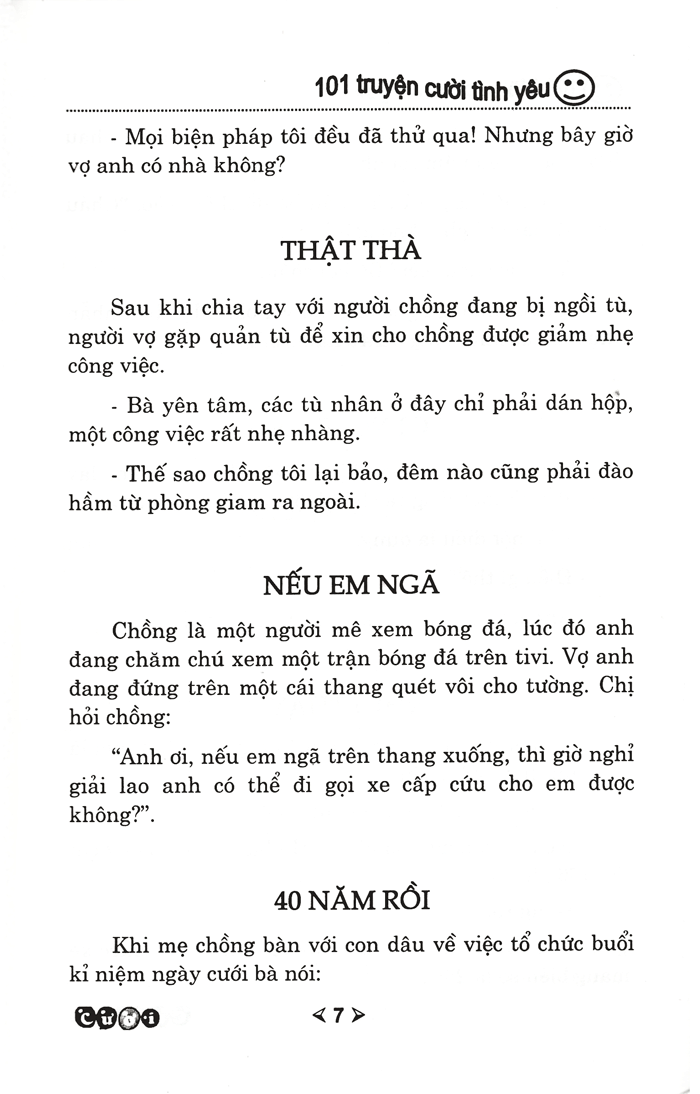 101 truyện cười tình yêu
- Mọi biện pháp tôi đều đã thử qua! Nhưng bây giờ
vợ anh có nhà không?
THẬT THÀ
Sau khi chia tay với người chồng đang bị ngồi tù,
người vợ gặp quản tù để xin cho chồng được giảm nhẹ
công việc.
- Bà yên tâm, các tù nhân ở đây chỉ phải dán hộp,
một công việc rất nhẹ nhàng.
- Thế sao chồng tôi lại bảo, đêm nào cũng phải đào
hầm từ phòng giam ra ngoài.
NẾU EM NGÃ
Chồng là một người mê xem bóng đá, lúc đó anh
đang chăm chú xem một trận bóng đá trên tivi. Vợ anh
đang đứng trên một cái thang quét vôi cho tường. Chị
hỏi chồng:
“Anh ơi, nếu em ngã trên thang xuống, thì giờ nghỉ
giải lao anh có thể đi gọi xe cấp cứu cho em được
không?”.
40 NĂM RỒI
Khi mẹ chồng bàn với con dâu về việc tổ chức buổi
kỉ niệm ngày cưới bà nói:
Cười 7